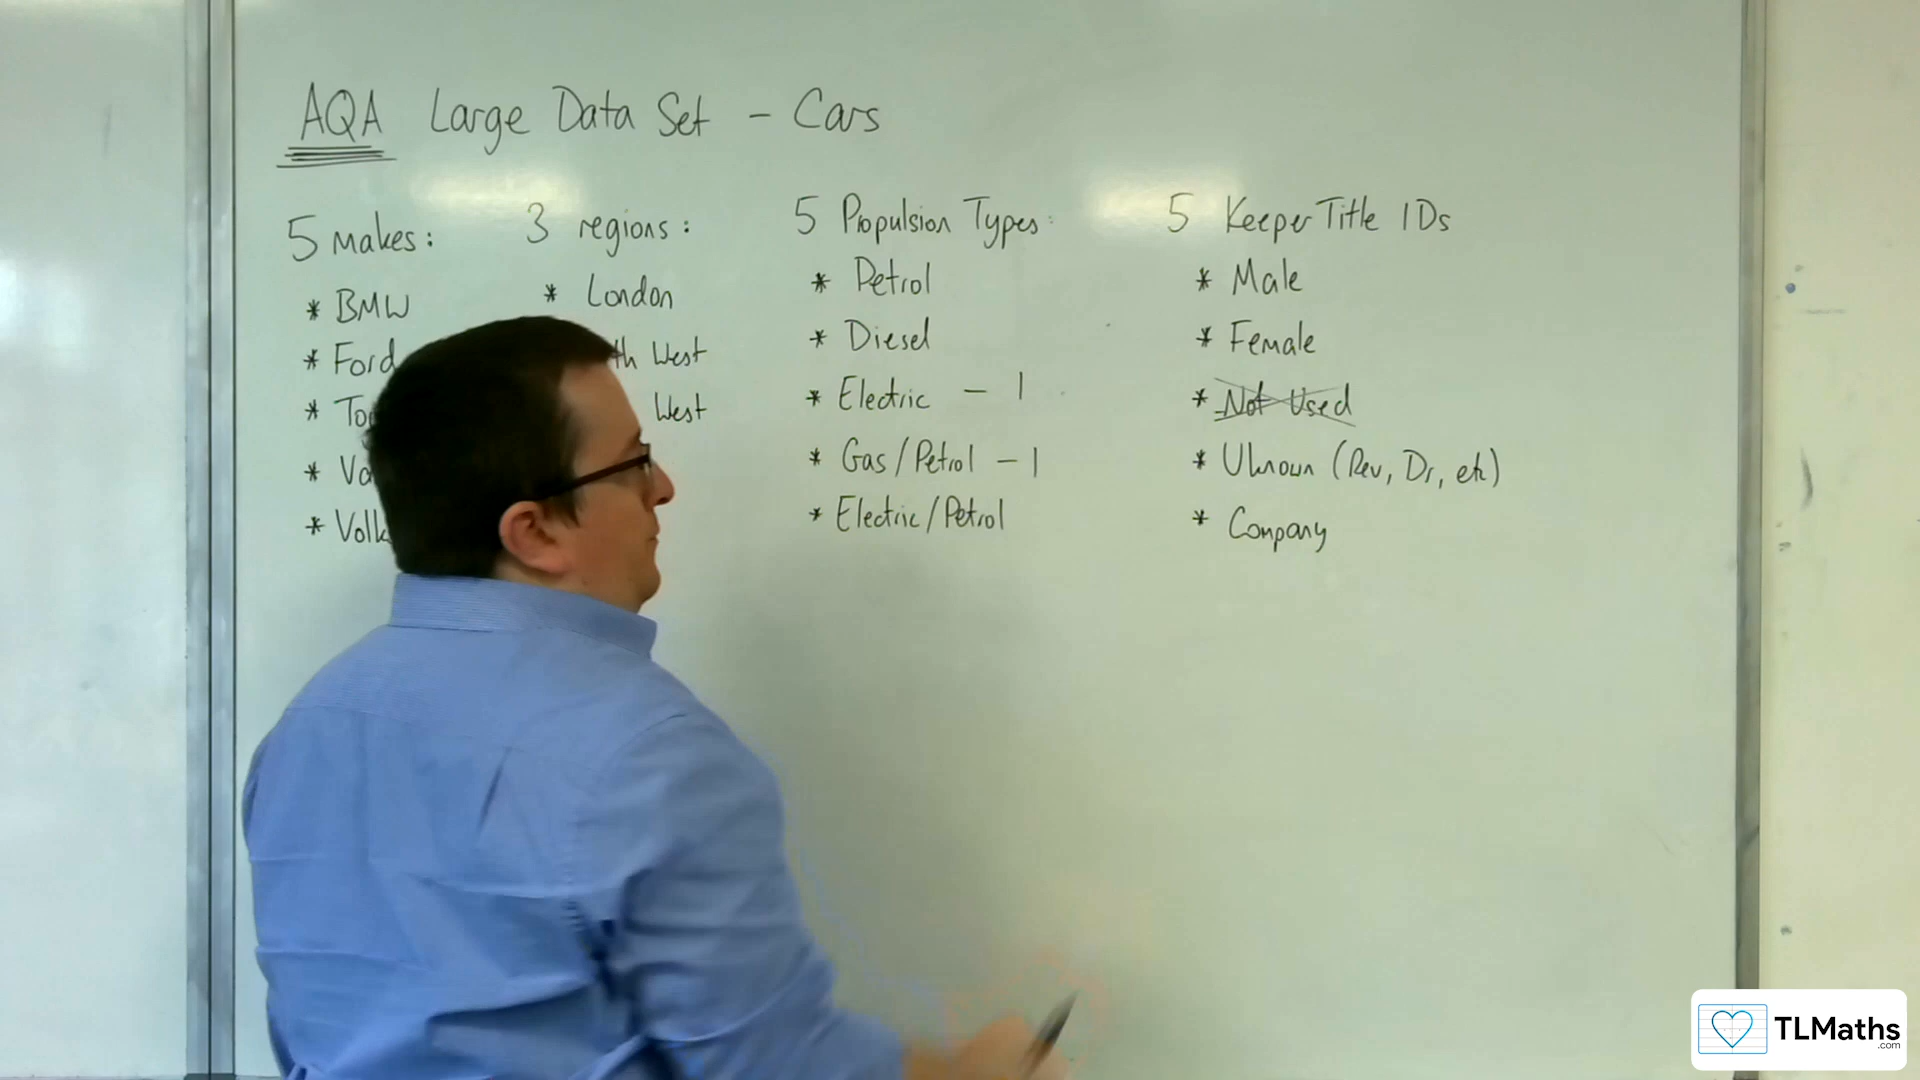 AQA Large Data Set - Cars
5 makes:
* BMW
* Ford
*
*
*
3 regions:
* London
West
West
5 Propulsion Types:
* Petrol
* Diesel
* Electric - 1
* Gas/Petrol - 1
* Electric/Petrol
5 Keeper Title IDs
* Male
* Female
* Not Used
* Uknown (Rev, Dr, etc)
* Company
TLMaths
.com